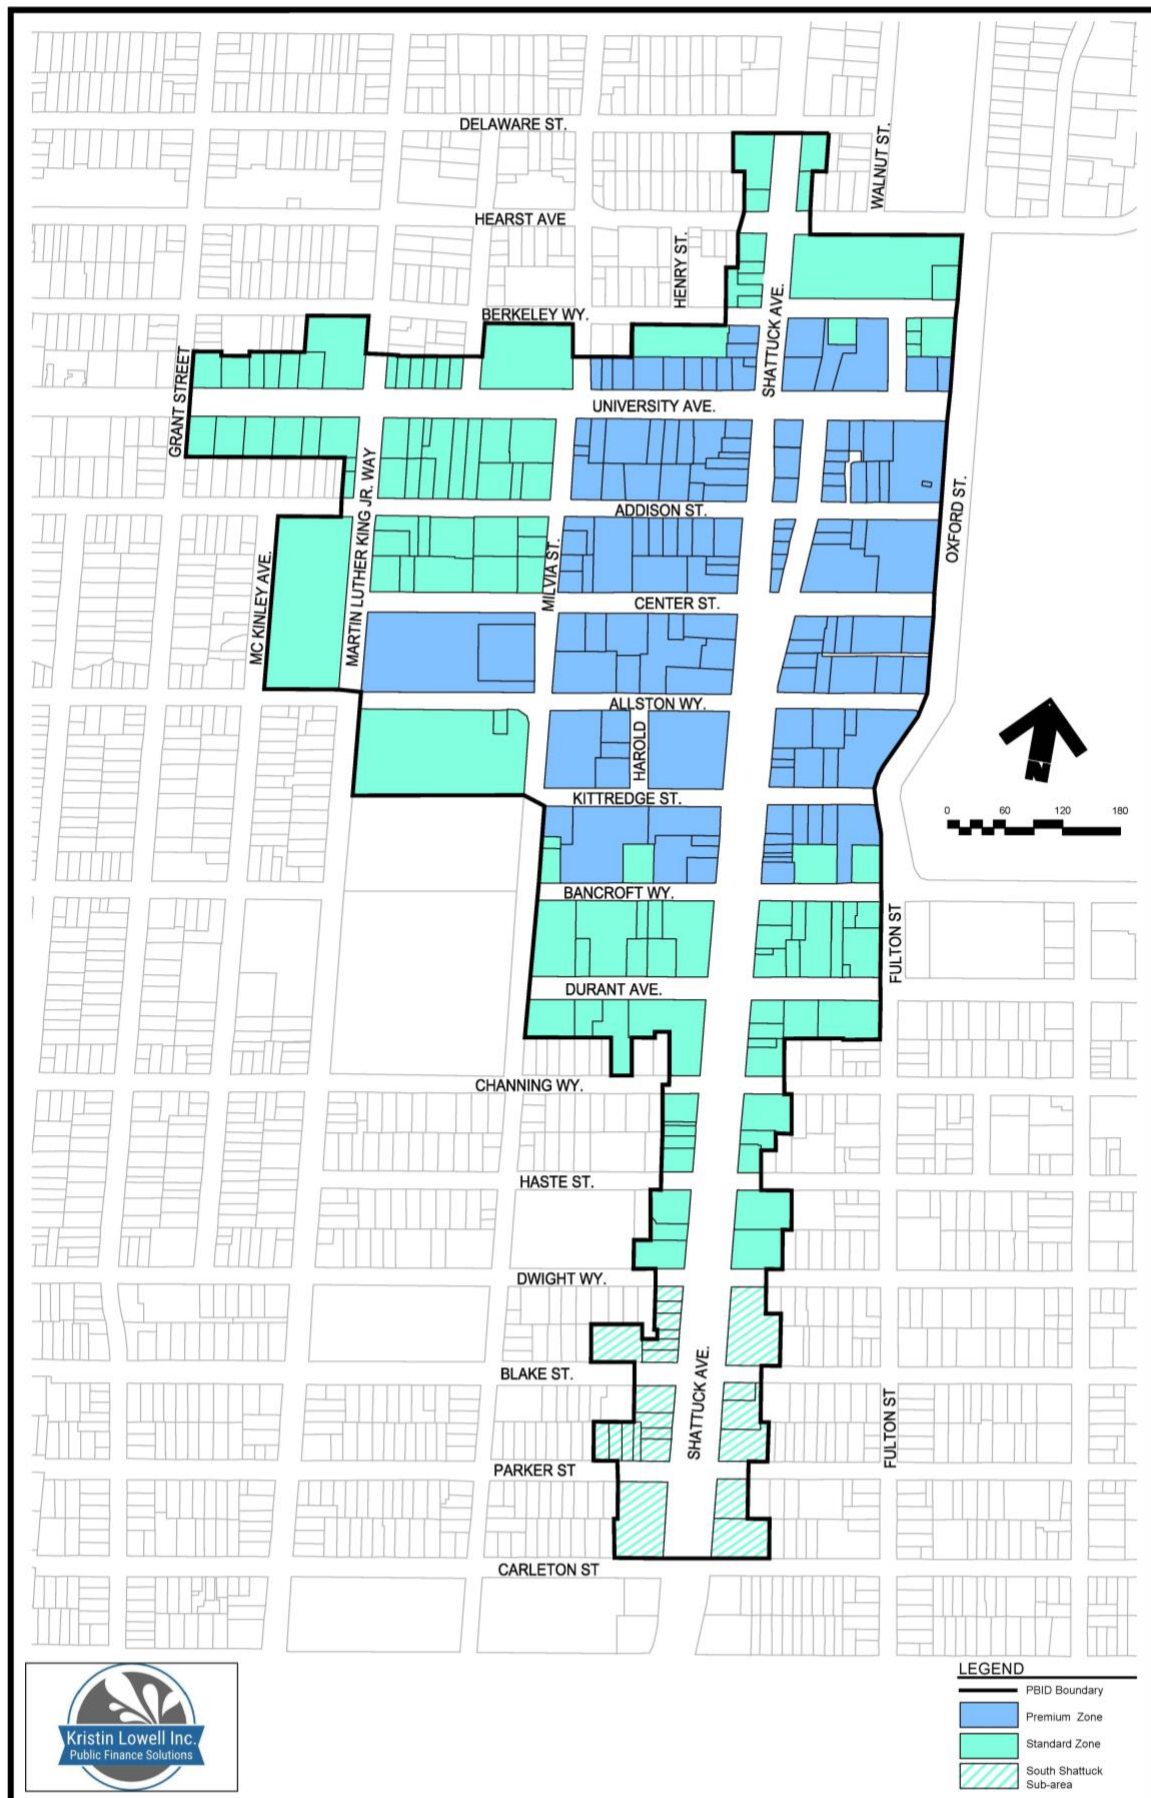 DELAWARE ST.
WALNUT ST.
HEARST AVE
HENRY ST.
SHATTUCK AVE.
BERKELEY WY.
GRANT STREET
UNIVERSITY AVE.
MARTIN LUTHER KING JR. WAY
ADDISON ST.
OXFORD ST.
MILVIA ST.
MC KINLEY AVE.
CENTER ST.
ALLSTON WY.
HAROLD
KITTREDGE ST.
N
0 60 120 180
BANCROFT WY.
FULTON ST
DURANT AVE.
CHANNING WY.
HASTE ST.
DWIGHT WY.
SHATTUCK AVE.
BLAKE ST.
FULTON ST
PARKER ST
CARLETON ST
Kristin Lowell Inc.
Public Finance Solutions
LEGEND
PBID Boundary
Premium Zone
Standard Zone
South Shattuck
Sub-area